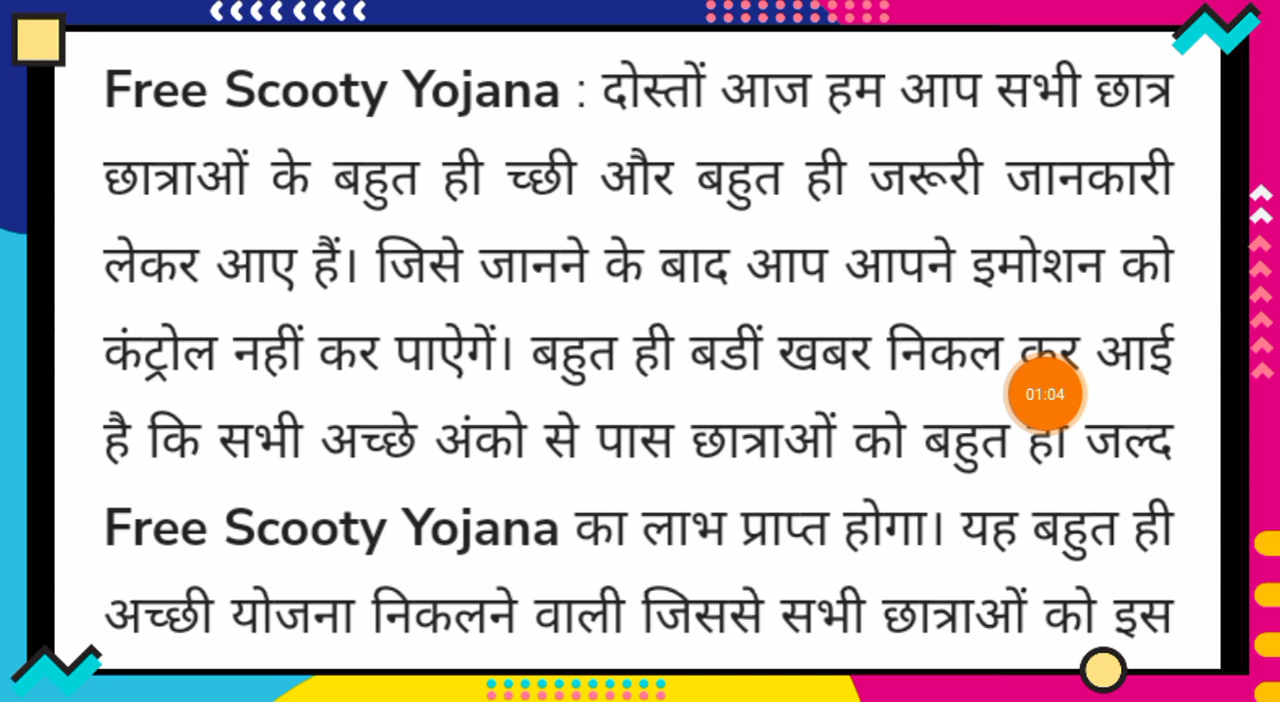 Free Scooty Yojana : दोस्तों आज हम आप सभी छात्र
छात्राओं के बहुत ही च्छी और बहुत ही जरूरी जानकारी
लेकर आए हैं। जिसे जानने के बाद आप आपने इमोशन को
कंट्रोल नहीं कर पाऐगें। बहुत ही बडीं खबर निकल कर आई
01:04
है कि सभी अच्छे अंको से पास छात्राओं को बहुत ही जल्द
Free Scooty Yojana का लाभ प्राप्त होगा। यह बहुत ही
अच्छी योजना निकलने वाली जिससे सभी छात्राओं को इस